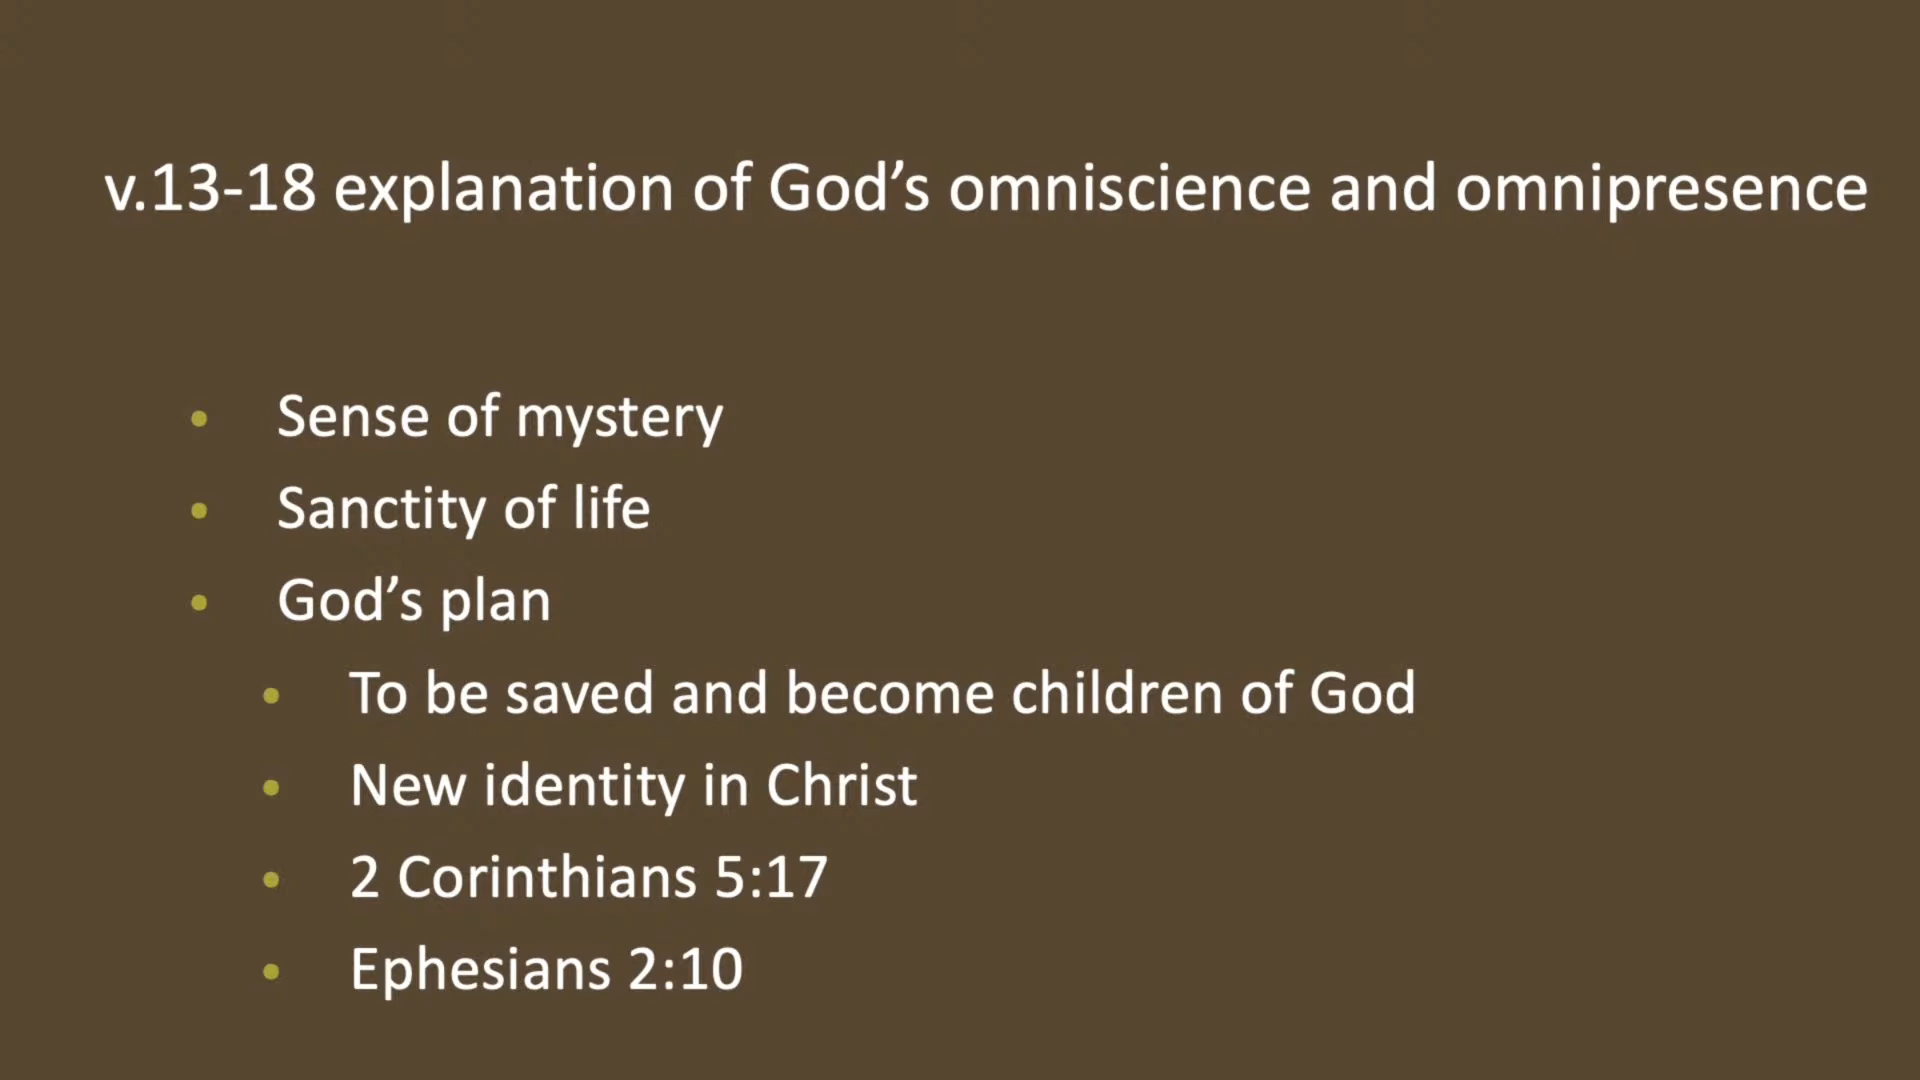 v.13-18 explanation of God’s omniscience and omnipresence
• Sense of mystery
• Sanctity of life
• God’s plan
• To be saved and become children of God
• New identity in Christ
• 2 Corinthians 5:17
• Ephesians 2:10